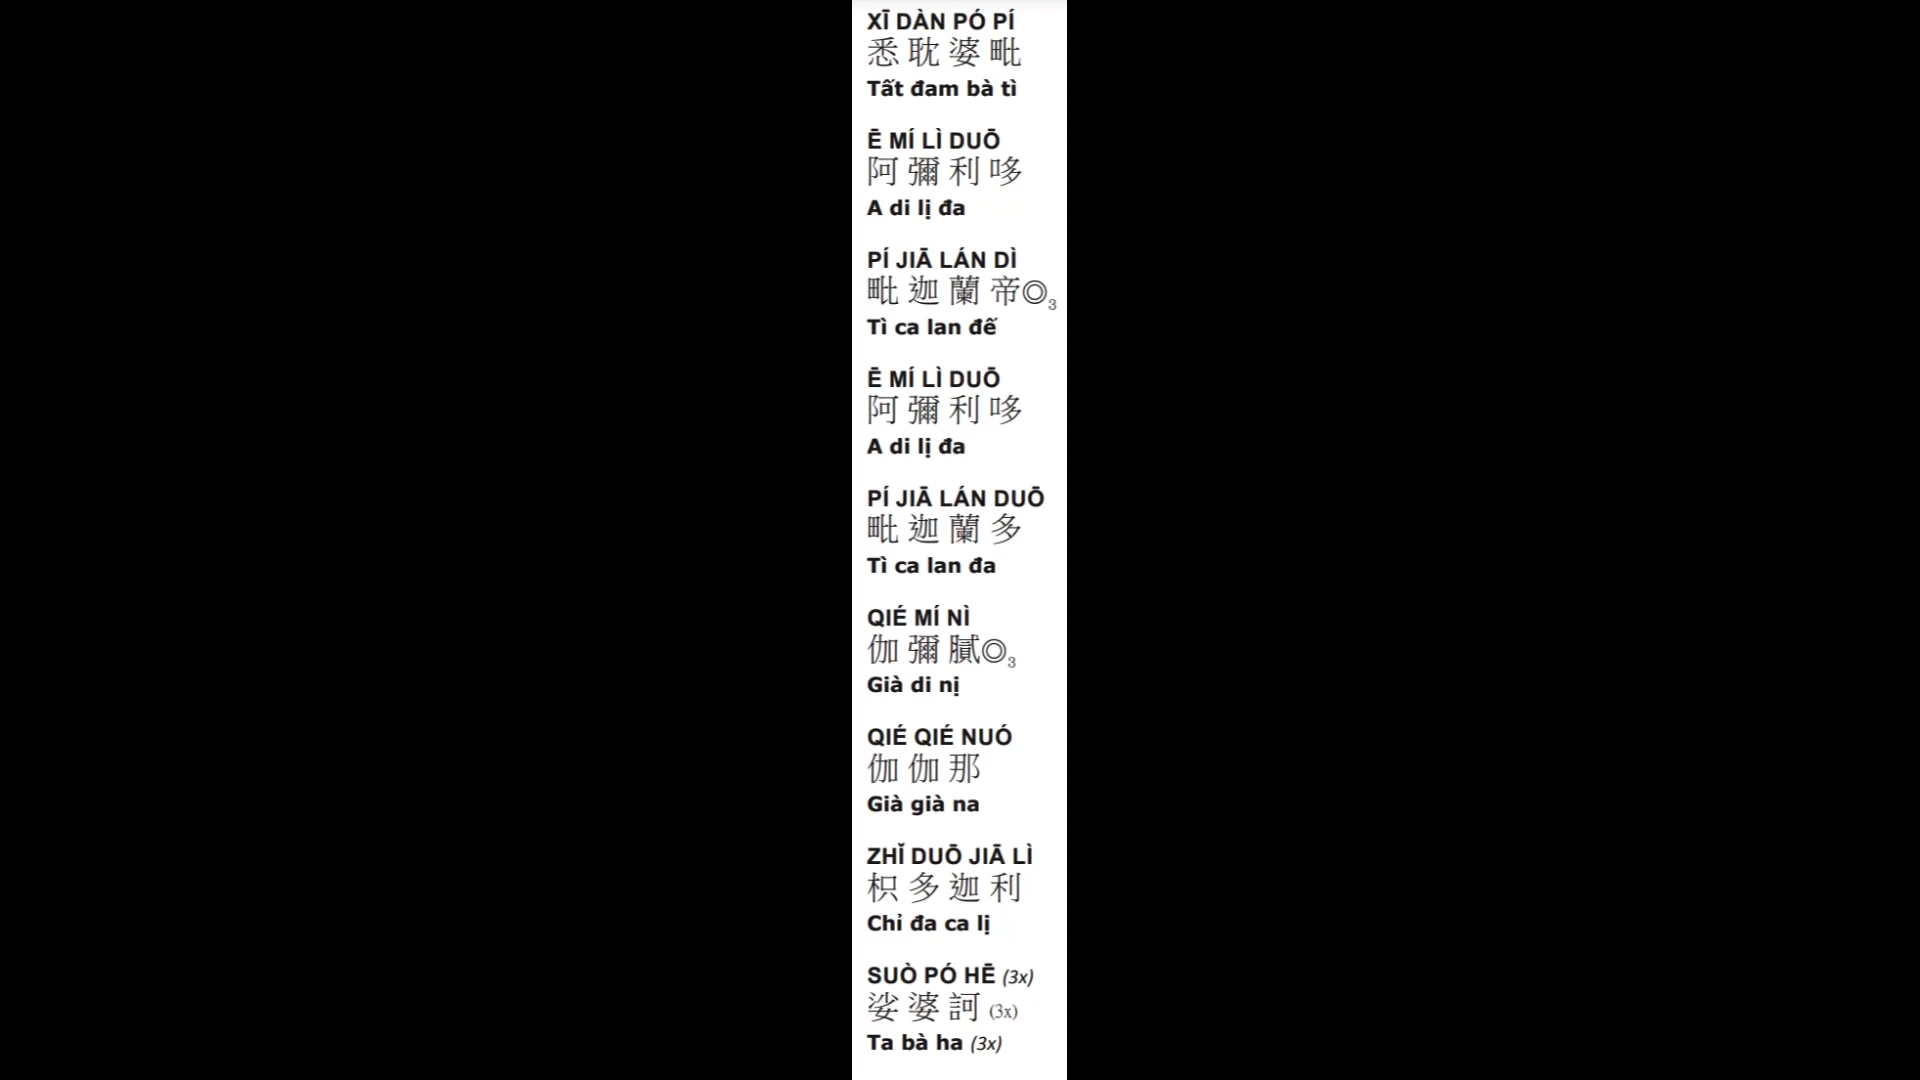 XĪ DÀN PÓ PÍ
悉 耽 婆 毗
Tất đam bà tì
Ē MÍ LÌ DUŌ
阿 彌 利 哆
A di lị đa
PÍ JIĀ LÁN DÌ
毗 迦 蘭 帝◎3
Tì ca lan đế
Ē MÍ LÌ DUŌ
阿 彌 利 哆
A di lị đa
PÍ JIĀ LÁN DUŌ
毗 迦 蘭 多
Tì ca lan đa
QIÉ MÍ NÌ
伽 彌 膩◎3
Già di nị
QIÉ QIÉ NUÓ
伽 伽 那
Già già na
ZHǏ DUŌ JIĀ LÌ
枳 多 迦 利
Chỉ đa ca lị
SUÒ PÓ HĒ (3x)
娑 婆 訶 (3x)
Ta bà ha (3x)